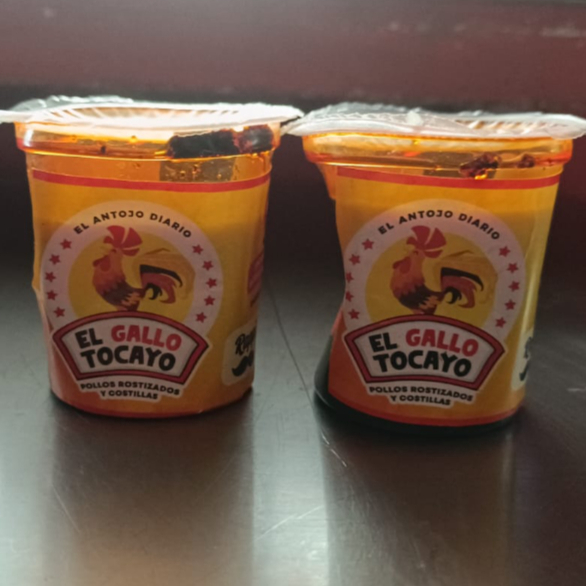 EL ANTOJO DIARIO
EL GALLO
TOCAYO
POLLOS ROSTIZADOS
Y COSTILLAS
EL ANTOJO DIARIO
EL GALLO
TOCAYO
POLLOS ROSTIZADOS
Y COSTILLAS